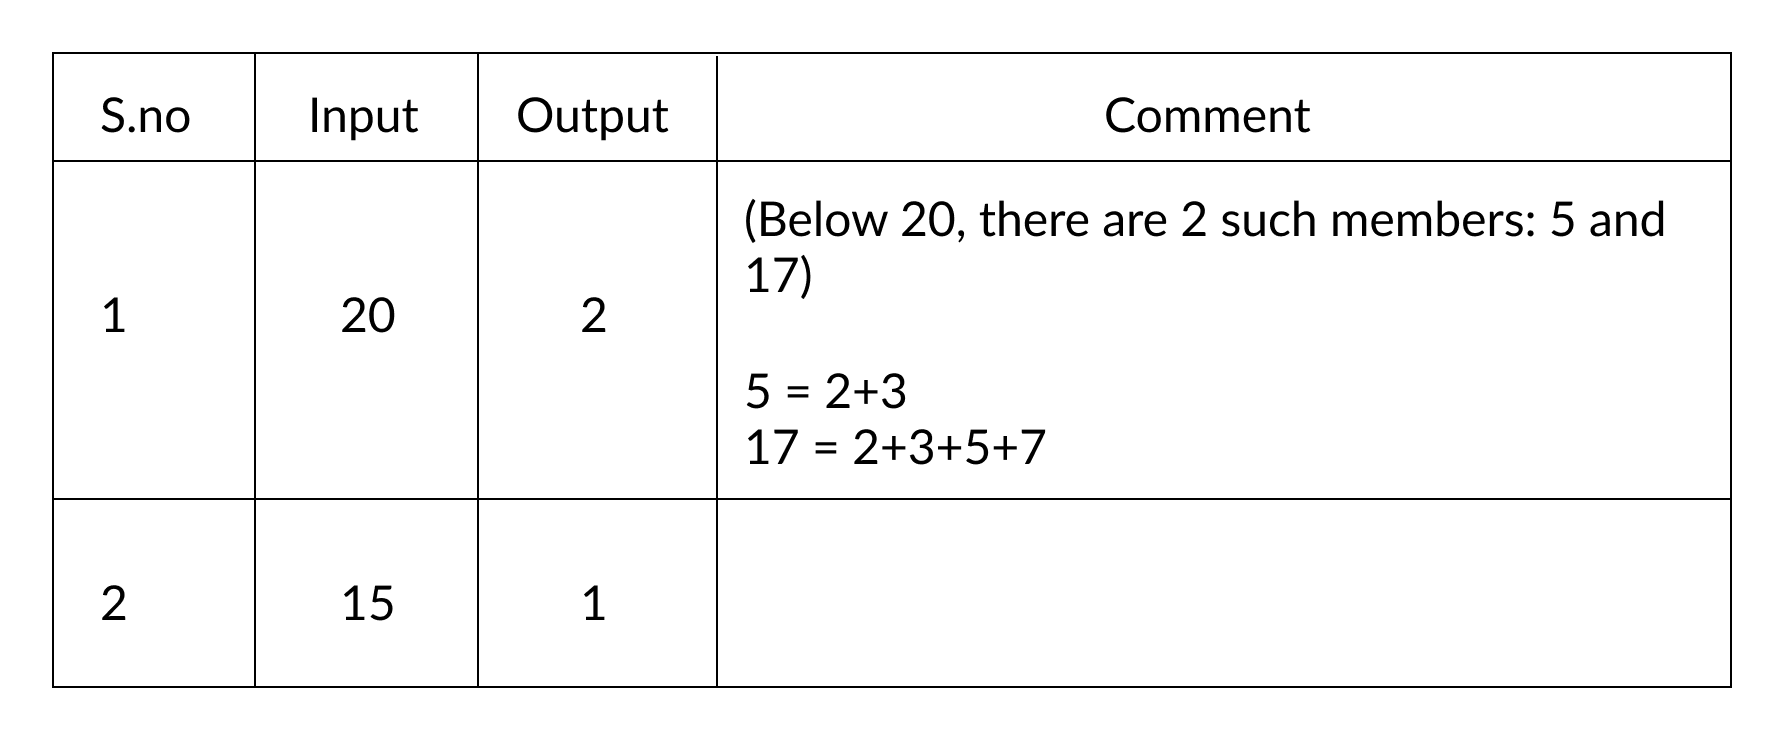 S.no Input Output Comment
(Below 20, there are 2 such members: 5 and
17)
1 20 2
5 = 2+3
17 = 2+3+5+7
2 15 1